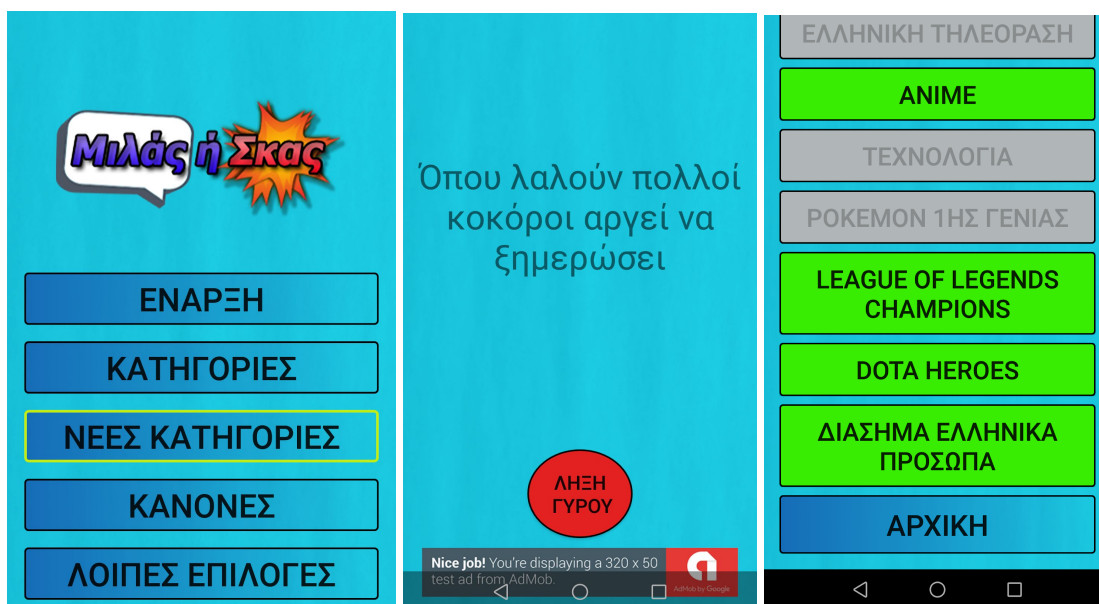 Μιλάς ή Σκας
ΕΝΑΡΞΗ
ΚΑΤΗΓΟΡΙΕΣ
ΝΕΕΣ ΚΑΤΗΓΟΡΙΕΣ
ΚΑΝΟΝΕΣ
ΛΟΙΠΕΣ ΕΠΙΛΟΓΕΣ
Όπου λαλούν πολλοί
κοκόροι αργεί να
ξημερώσει
ΛΗΞΗ
ΓΥΡΟΥ
Nice job! You're displaying a 320 x 50
test ad from AdMob.
AdMob by Google
ΕΛΛΗΝΙΚΗ ΤΗΛΕΟΡΑΣΗ
ANIME
ΤΕΧΝΟΛΟΓΙΑ
POKEMON 1ΗΣ ΓΕΝΙΑΣ
LEAGUE OF LEGENDS
CHAMPIONS
DOTA HEROES
ΔΙΑΣΗΜΑ ΕΛΛΗΝΙΚΑ
ΠΡΟΣΩΠΑ
ΑΡΧΙΚΗ